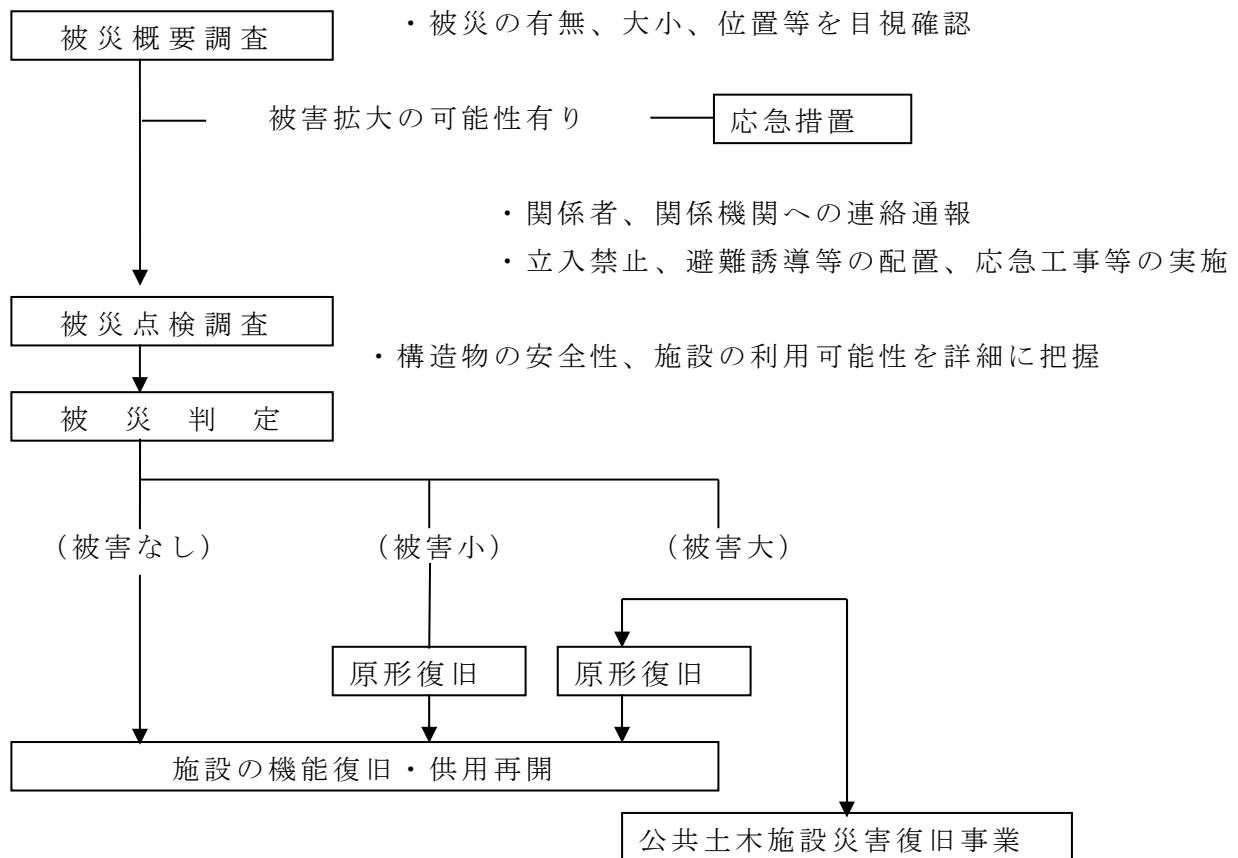 被災概要調査
・被災の有無、大小、位置等を目視確認
被害拡大の可能性有り
応急措置
・関係者、関係機関への連絡通報
・立入禁止、避難誘導等の配置、応急工事等の実施
被災点検調査
・構造物の安全性、施設の利用可能性を詳細に把握
被災判定
（被害なし）
（被害小）
（被害大）
原形復旧
原形復旧
施設の機能復旧・供用再開
公共土木施設災害復旧事業